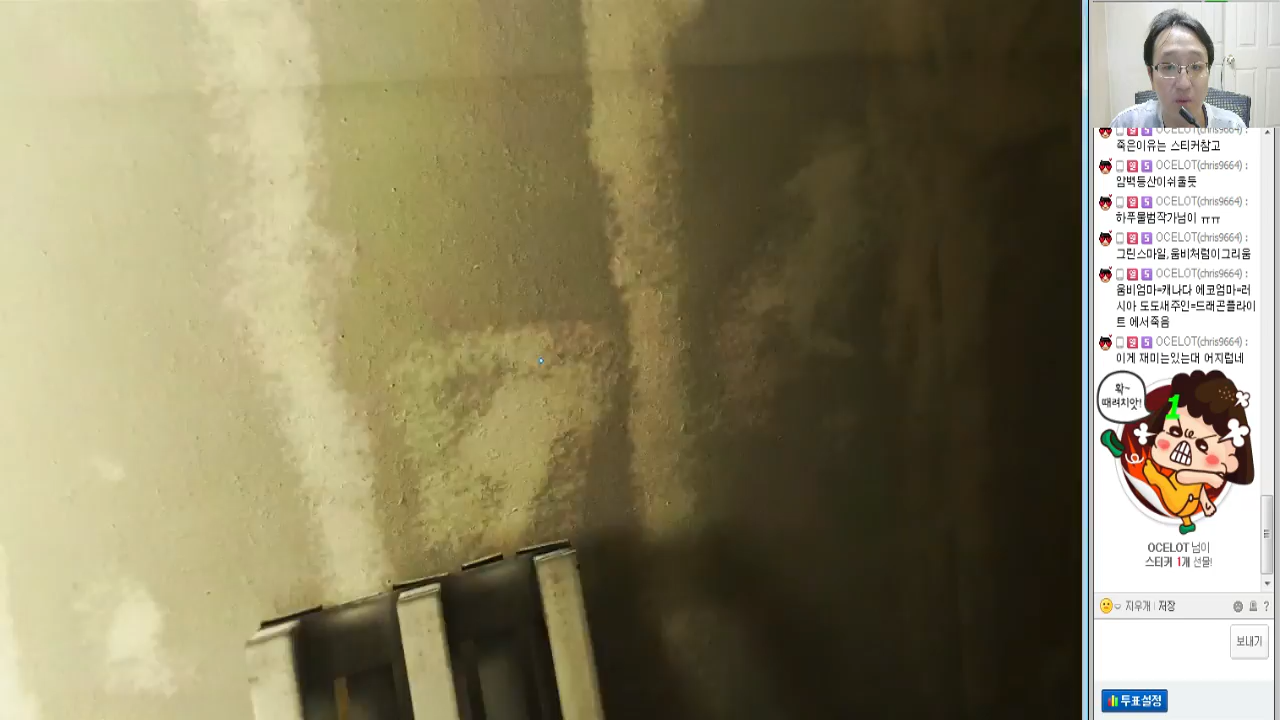 OCELOT(chris9664) :
죽은이유는 스티커참고
OCELOT(chris9664) :
암벽등산이쉬울듯
OCELOT(chris9664) :
하푸물범작가님이 ㅠㅠ
OCELOT(chris9664) :
그린스마일,움비처럼이그리움
OCELOT(chris9664) :
움비엄마=캐나다 에코엄마=러
시아 도도새주인=드래곤플라이
트 에서죽음
OCELOT(chris9664) :
이게 재미는있는대 어지럽네
확~
때려치앗!
1
OCELOT 님이
스티커 1개 선물!
지우개 저장
?
보내기
투표설정